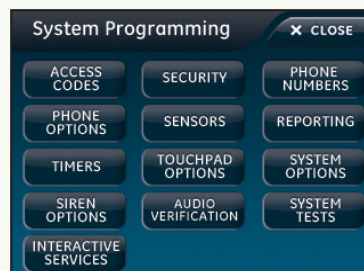 System Programming
X CLOSE
ACCESS
CODES
SECURITY
PHONE
NUMBERS
PHONE
OPTIONS
SENSORS
REPORTING
TIMERS
TOUCHPAD
OPTIONS
SYSTEM
OPTIONS
SIREN
OPTIONS
AUDIO
VERIFICATION
SYSTEM
TESTS
INTERACTIVE
SERVICES